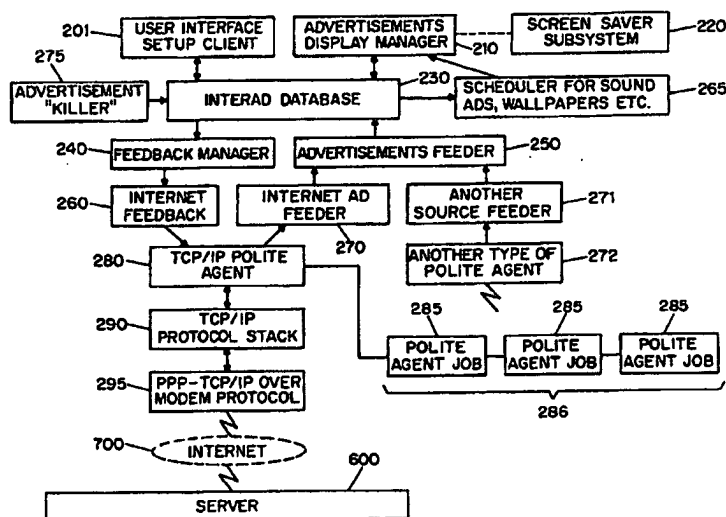 201
USER INTERFACE
SETUP CLIENT
ADVERTISEMENTS
DISPLAY MANAGER
210
SCREEN SAVER
SUBSYSTEM
220
275
ADVERTISEMENT
"KILLER"
230
INTERAD DATABASE
SCHEDULER FOR SOUND
ADS, WALLPAPERS ETC.
265
240
FEEDBACK MANAGER
ADVERTISEMENTS FEEDER
250
260
INTERNET
FEEDBACK
INTERNET AD
FEEDER
270
ANOTHER
SOURCE FEEDER
271
280
TCP/IP POLITE
AGENT
ANOTHER TYPE OF
POLITE AGENT
272
290
TCP/IP
PROTOCOL STACK
285
285
285
POLITE
AGENT JOB
POLITE
AGENT JOB
POLITE
AGENT JOB
286
295
PPP-TCP/IP OVER
MODEM PROTOCOL
700
INTERNET
600
SERVER